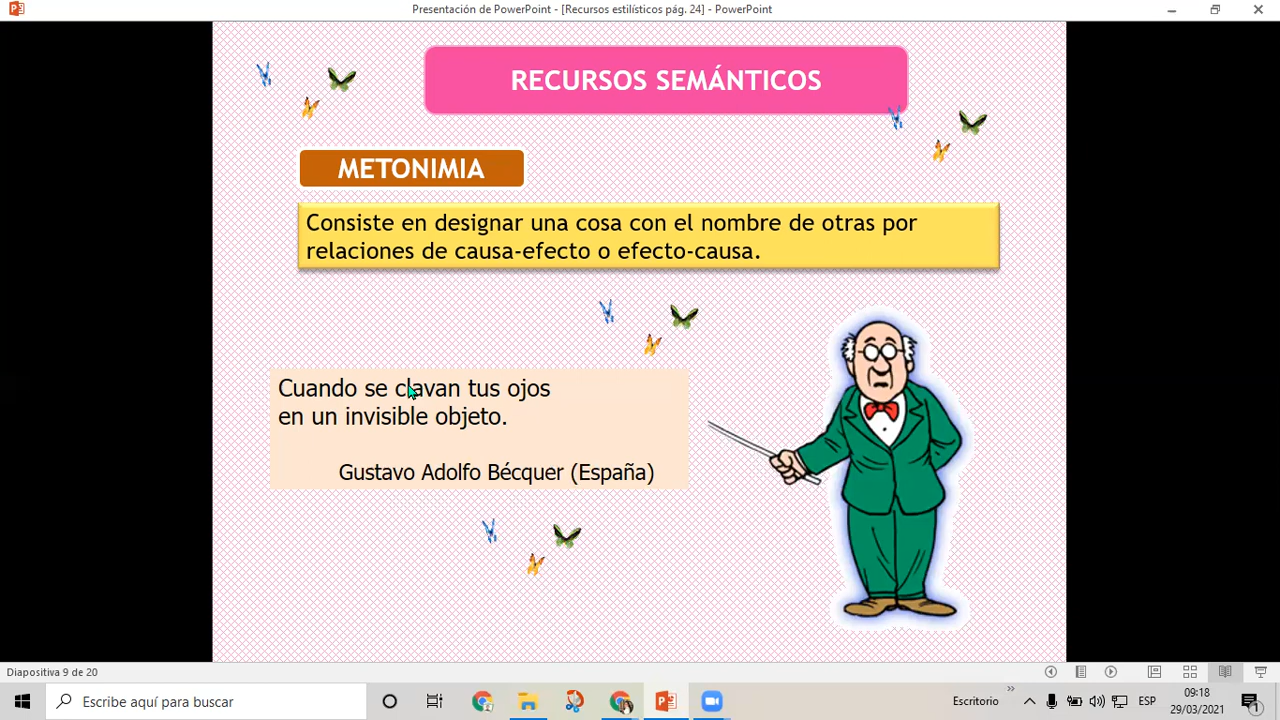 Presentación de PowerPoint - [Recursos estilísticos pág. 24] - PowerPoint
RECURSOS SEMÁNTICOS
METONIMIA
Consiste en designar una cosa con el nombre de otras por
relaciones de causa-efecto o efecto-causa.
Cuando se clavan tus ojos
en un invisible objeto.
Gustavo Adolfo Bécquer (España)
Diapositiva 9 de 20
Escribe aquí para buscar
Escritorio
ESP
09:18
29/03/2021